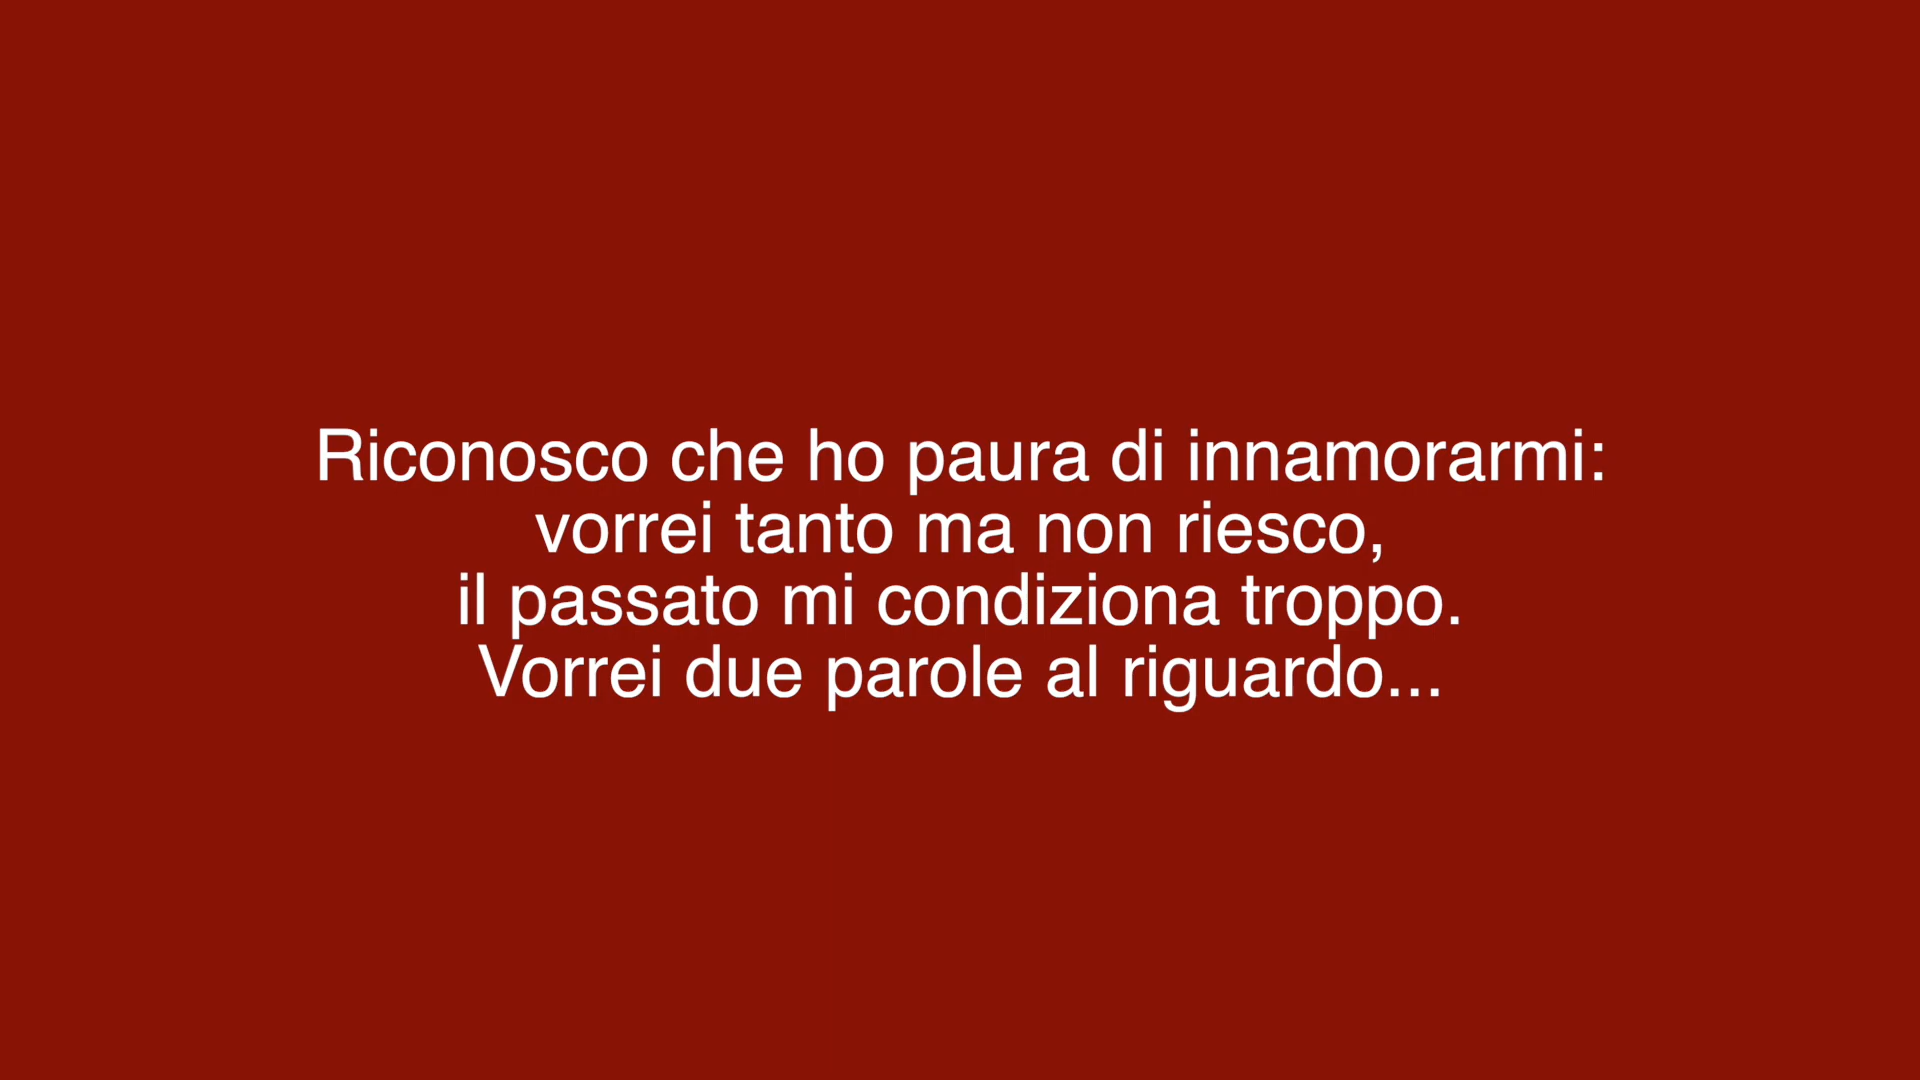 Riconosco che ho paura di innamorarmi:
vorrei tanto ma non riesco,
il passato mi condiziona troppo.
Vorrei due parole al riguardo...